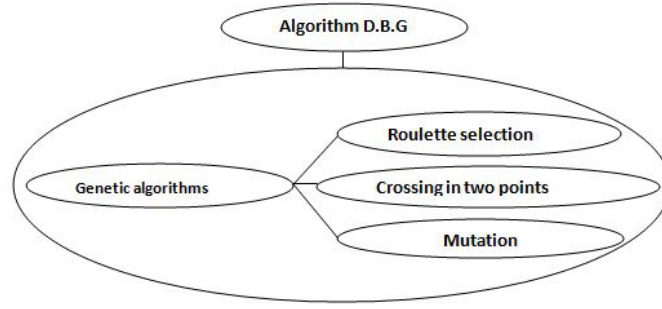 Algorithm D.B.G
Roulette selection
Genetic algorithms
Crossing in two points
Mutation